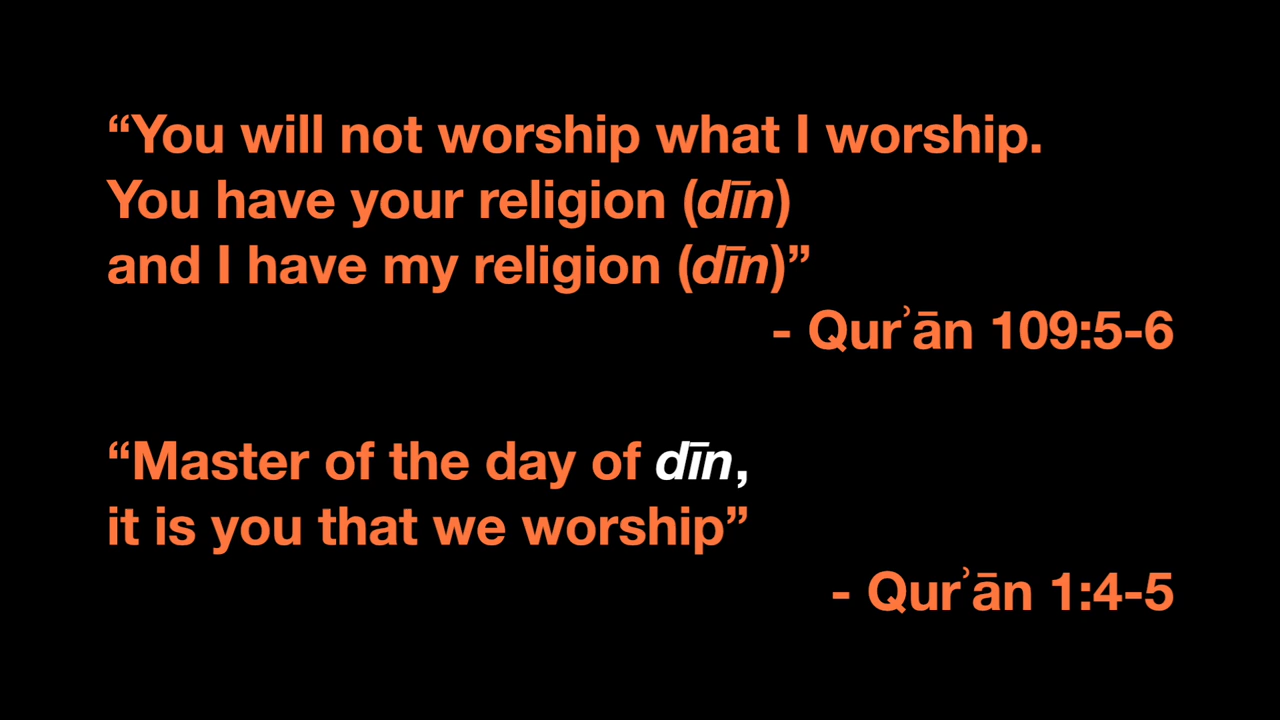 “You will not worship what I worship.
You have your religion (dīn)
and I have my religion (dīn)”
- Qurʾān 109:5-6
“Master of the day of dīn,
it is you that we worship”
- Qurʾān 1:4-5